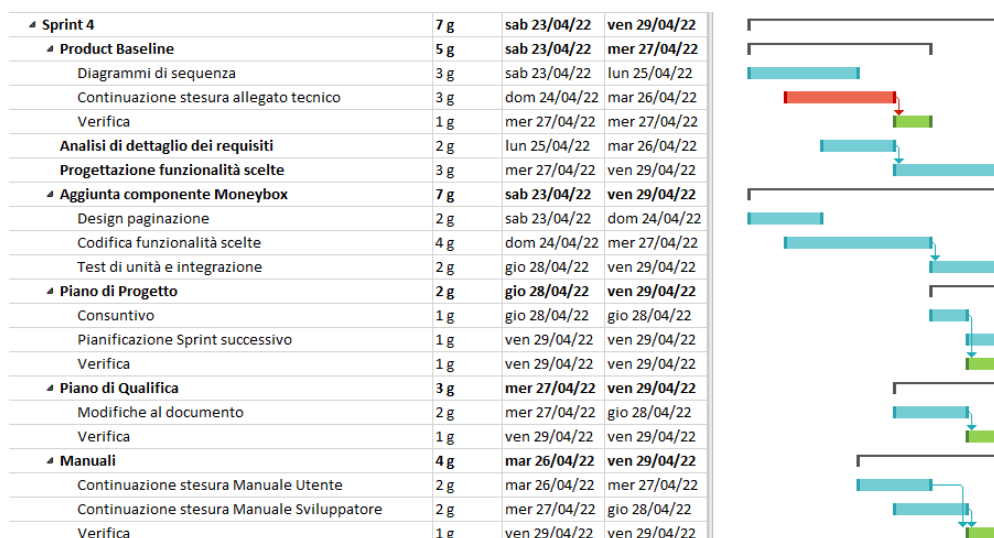 Sprint 4 7 g sab 23/04/22 ven 29/04/22
Product Baseline 5 g sab 23/04/22 mer 27/04/22
Diagrammi di sequenza 3 g sab 23/04/22 lun 25/04/22
Continuazione stesura allegato tecnico 3 g dom 24/04/22 mar 26/04/22
Verifica 1 g mer 27/04/22 mer 27/04/22
Analisi di dettaglio dei requisiti 2 g lun 25/04/22 mar 26/04/22
Progettazione funzionalità scelte 3 g mer 27/04/22 ven 29/04/22
Aggiunta componente Moneybox 7 g sab 23/04/22 ven 29/04/22
Design paginazione 2 g sab 23/04/22 dom 24/04/22
Codifica funzionalità scelte 4 g dom 24/04/22 mer 27/04/22
Test di unità e integrazione 2 g gio 28/04/22 ven 29/04/22
Piano di Progetto 2 g gio 28/04/22 ven 29/04/22
Consuntivo 1 g gio 28/04/22 gio 28/04/22
Pianificazione Sprint successivo 1 g ven 29/04/22 ven 29/04/22
Verifica 1 g ven 29/04/22 ven 29/04/22
Piano di Qualifica 3 g mer 27/04/22 ven 29/04/22
Modifiche al documento 2 g mer 27/04/22 gio 28/04/22
Verifica 1 g ven 29/04/22 ven 29/04/22
Manuali 4 g mar 26/04/22 ven 29/04/22
Continuazione stesura Manuale Utente 2 g mar 26/04/22 mer 27/04/22
Continuazione stesura Manuale Sviluppatore 2 g mer 27/04/22 gio 28/04/22
Verifica 1 g ven 29/04/22 ven 29/04/22